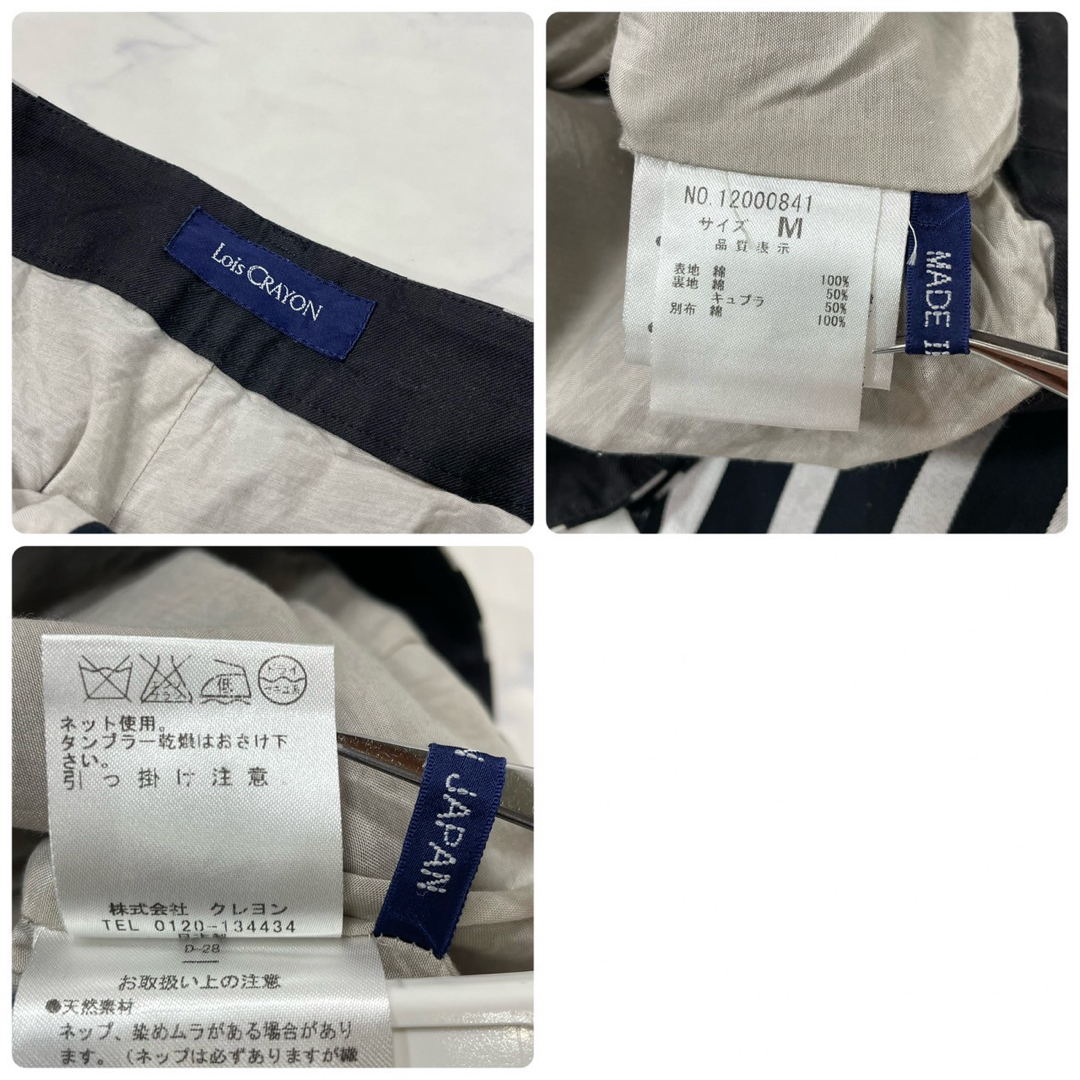 Lois CRAYON
NO.12000841
サイズ M
品質表示
表地 綿 100%
裏地 綿 50%
キュプラ 50%
別布 綿 100%
MADE
低
ドライ
ネット使用。
タンブラー乾燥はおさけ下
さい。
引っ掛け注意
株式会社 クレヨン
TEL 0120-134434
D-28
お取扱い上の注意
●天然素材
ネップ、染めムラがある場合があり
ます。(ネップは必ずありますが織
N JAPAN